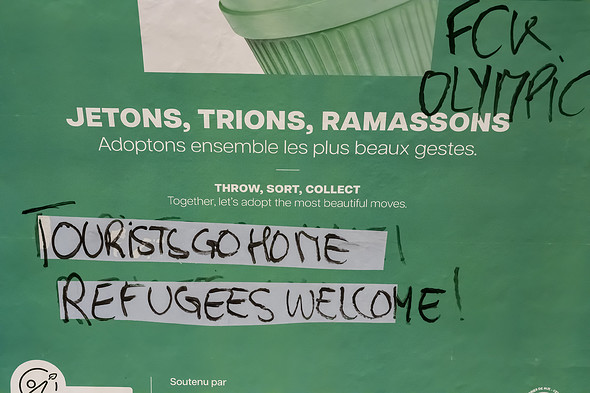 FCK
OLYMPIC
JETONS, TRIONS, RAMASSONS
Adoptons ensemble les plus beaux gestes.
THROW, SORT, COLLECT
Together, let's adopt the most beautiful moves.
TOURISTS GO HOME
REFUGEES WELCOME!
Soutenu par